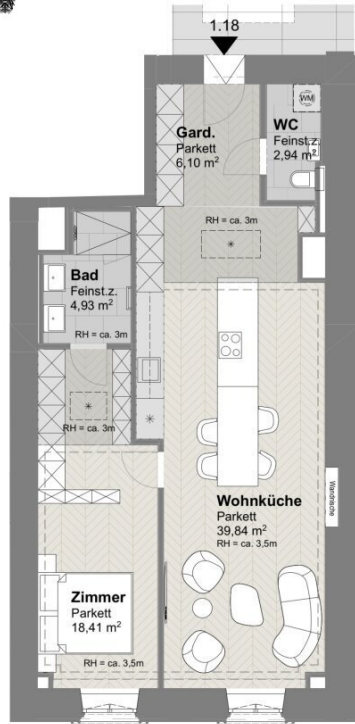 1.18
Gard.
Parkett
6,10 m²
WM
WC
Feinst.z.
2,94 m²
RH = ca. 3m
Bad
Feinst.z.
4,93 m²
RH = ca. 3m
RH = ca. 3m
Wohnküche
Parkett
39,84 m²
RH = ca. 3,5m
Wandnische
Zimmer
Parkett
18,41 m²
RH = ca. 3,5m